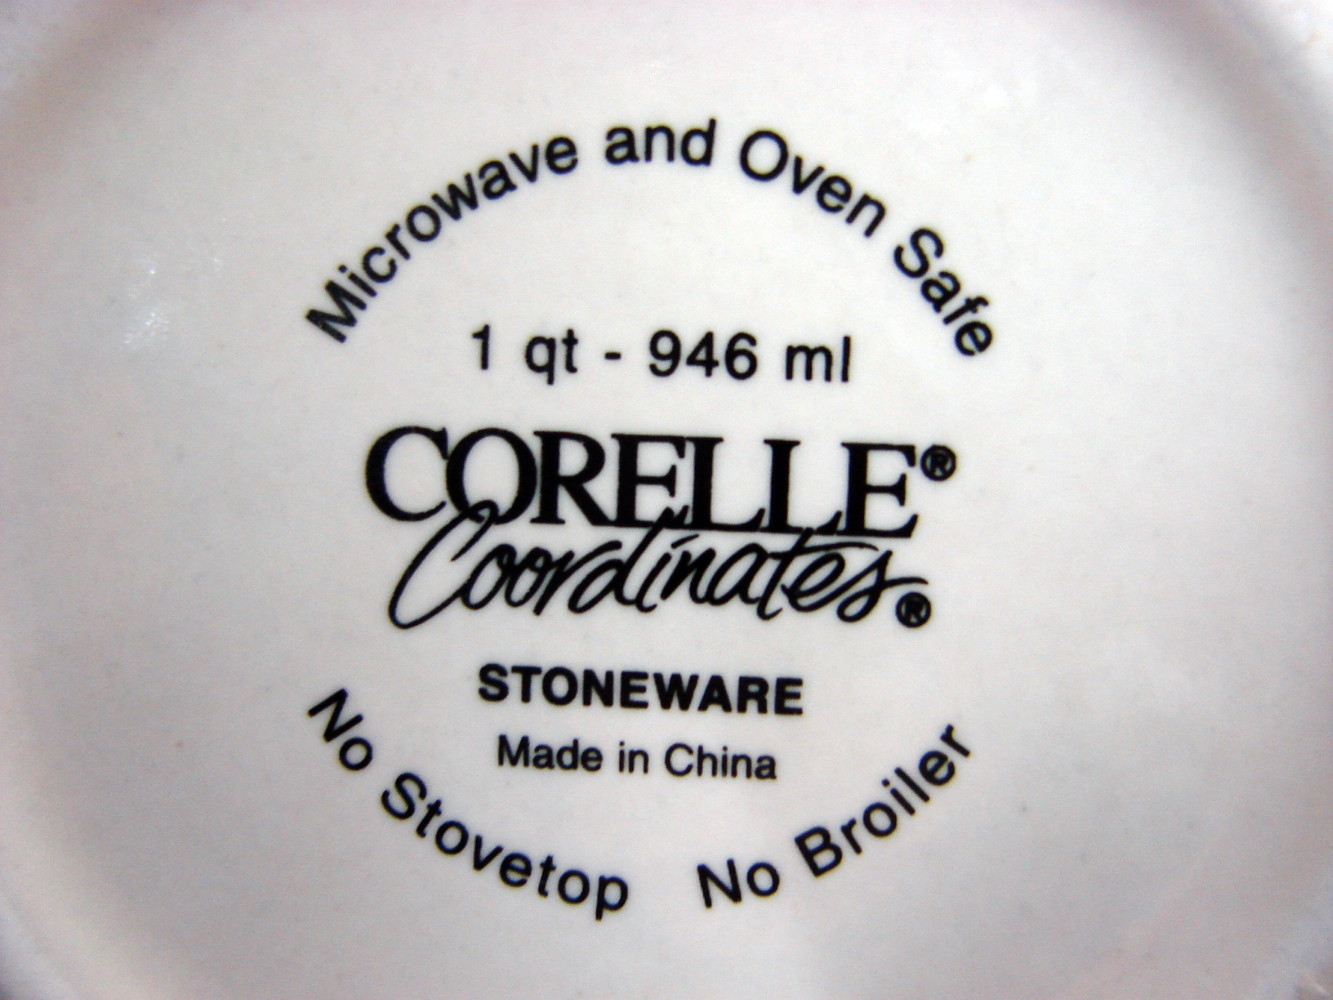 Microwave and Oven Safe
1 qt - 946 ml
CORELLE®
Coordinates®
STONEWARE
Made in China
No Stovetop No Broiler